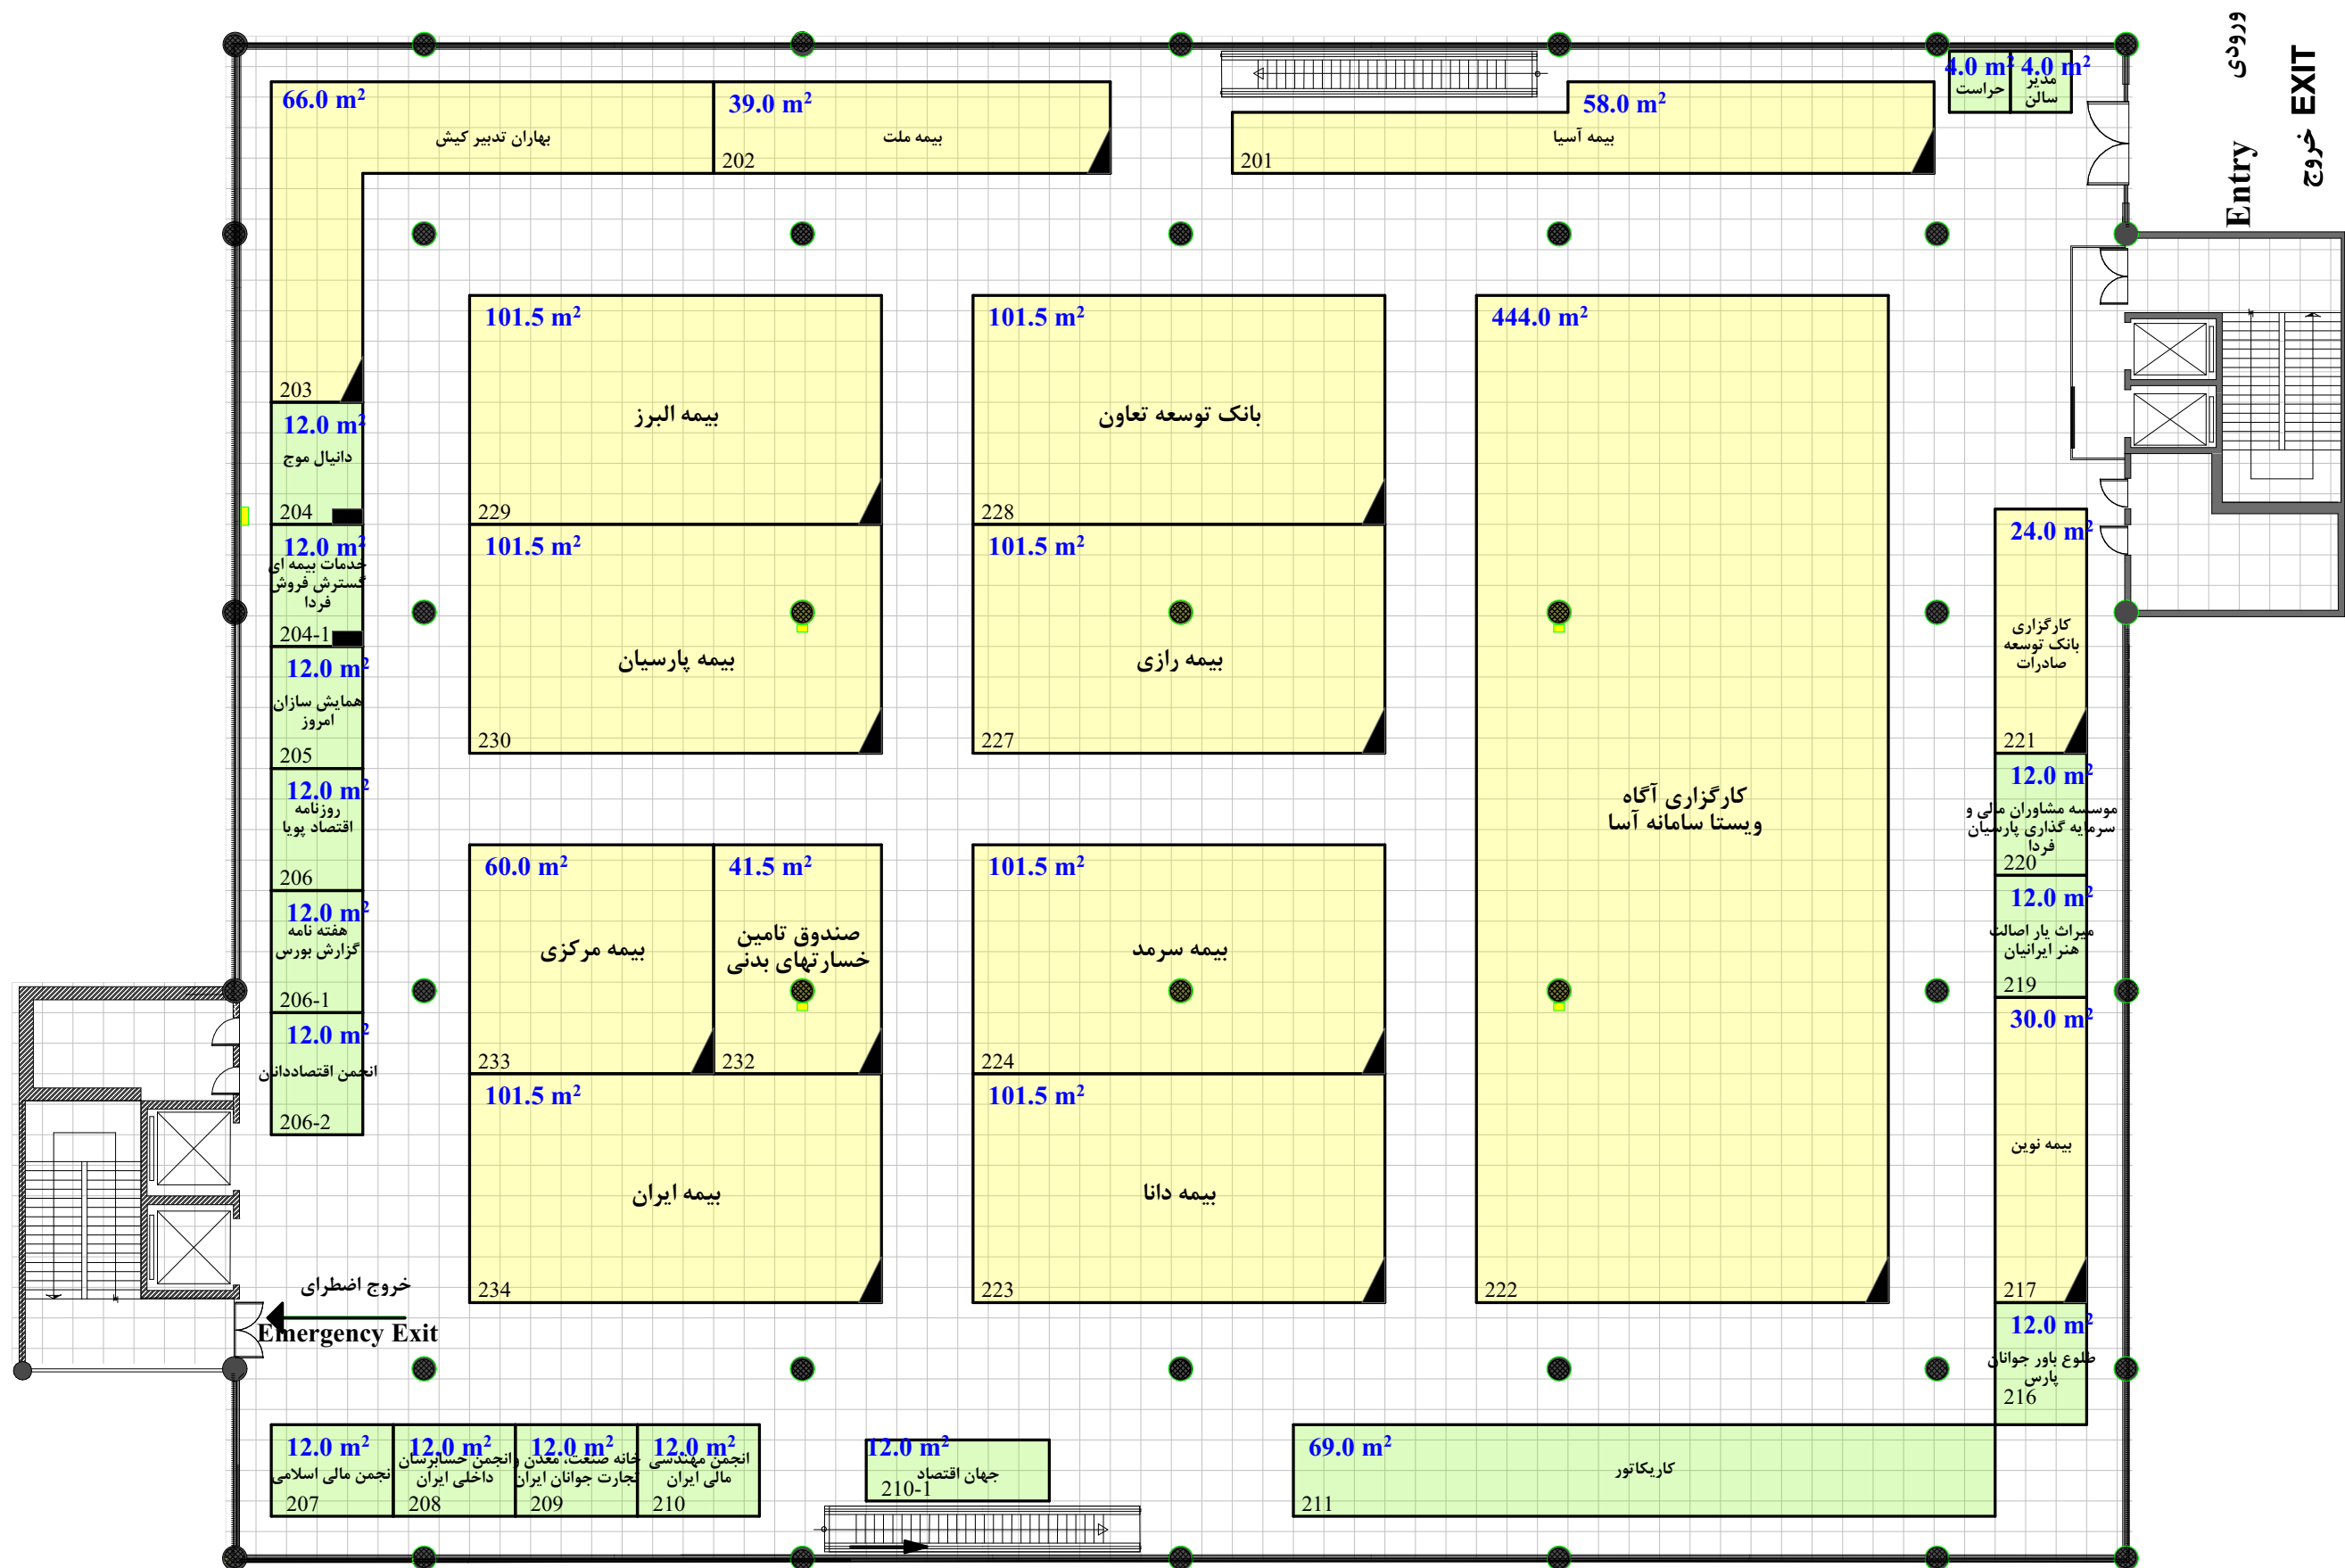 ورودی
Entry
خروج EXIT
4.0 m²
حراست
4.0 m²
مدیر
سالن
66.0 m²
بهاران تدبیر کیش
203
39.0 m²
بیمه ملت
202
58.0 m²
بیمه آسیا
201
101.5 m²
بیمه البرز
229
101.5 m²
بانک توسعه تعاون
228
444.0 m²
کارگزاری آگاه
ویستا سامانه آسا
222
12.0 m²
دانیال موج
204
12.0 m²
خدمات بیمه ای
گسترش فروش
فردا
204-1
101.5 m²
بیمه پارسیان
230
101.5 m²
بیمه رازی
227
24.0 m²
کارگزاری
بانک توسعه
صادرات
221
12.0 m²
همایش سازان
امروز
205
12.0 m²
روزنامه
اقتصاد پویا
206
12.0 m²
موسسه مشاوران مالی و
سرمایه گذاری پارسیان
فردا
220
12.0 m²
هفته نامه
گزارش بورس
206-1
60.0 m²
بیمه مرکزی
233
41.5 m²
صندوق تامین
خسارتهای بدنی
232
101.5 m²
بیمه سرمد
224
12.0 m²
میراث یار اصالت
هنر ایرانیان
219
12.0 m²
انجمن اقتصاددانان
206-2
101.5 m²
بیمه ایران
234
101.5 m²
بیمه دانا
223
30.0 m²
بیمه نوین
217
خروج اضطرای
Emergency Exit
12.0 m²
طلوع باور جوانان
پارس
216
12.0 m²
انجمن مالی اسلامی
207
12.0 m²
انجمن حسابرسان
داخلی ایران
208
12.0 m²
خانه صنعت، معدن و
تجارت جوانان ایران
209
12.0 m²
انجمن مهندسی
مالی ایران
210
12.0 m²
جهان اقتصاد
210-1
69.0 m²
کاریکاتور
211